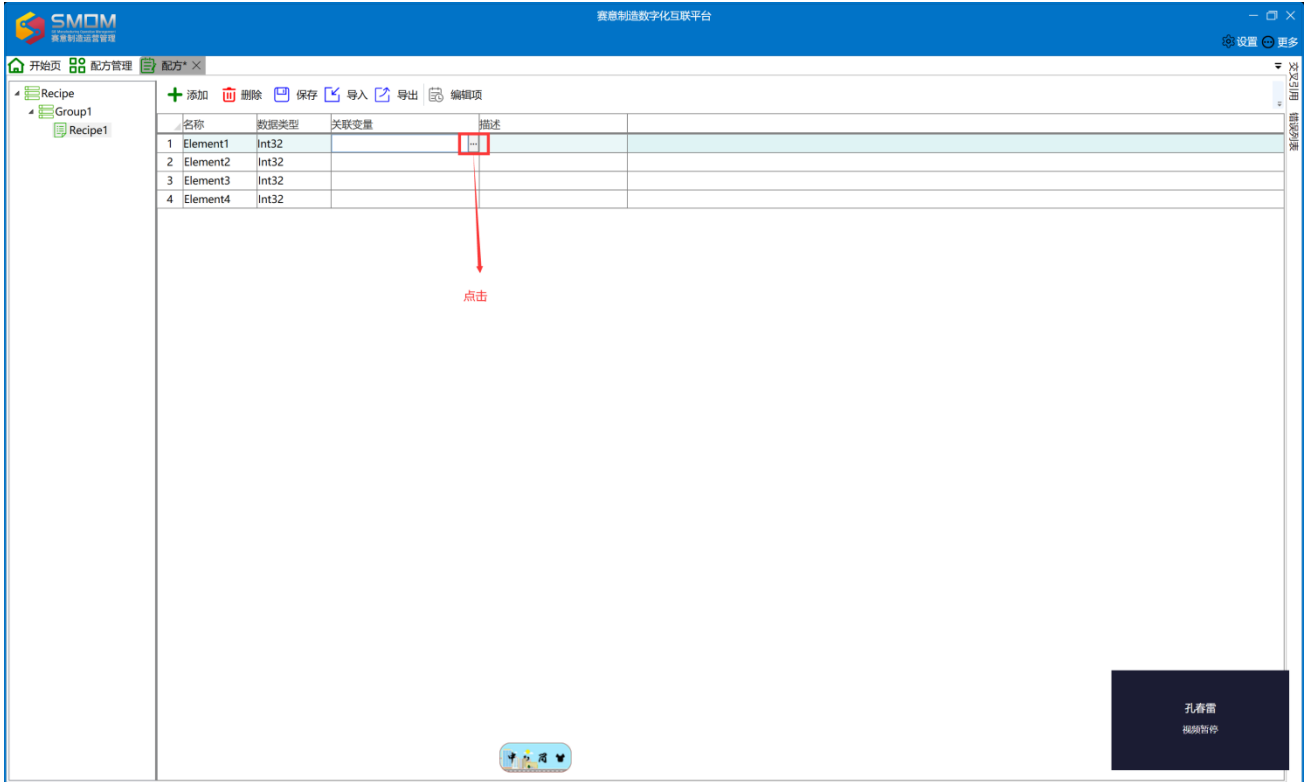 SMOM
赛意制造运营管理
赛意制造数字化互联平台
设置 更多
开始页 配方管理 配方*
交叉引用 错误列表
Recipe
Group1
Recipe1
添加 删除 保存 导入 导出 编辑项
名称 数据类型 关联变量 描述
1 Element1 Int32 ...
2 Element2 Int32
3 Element3 Int32
4 Element4 Int32
点击
孔春雷
视频暂停